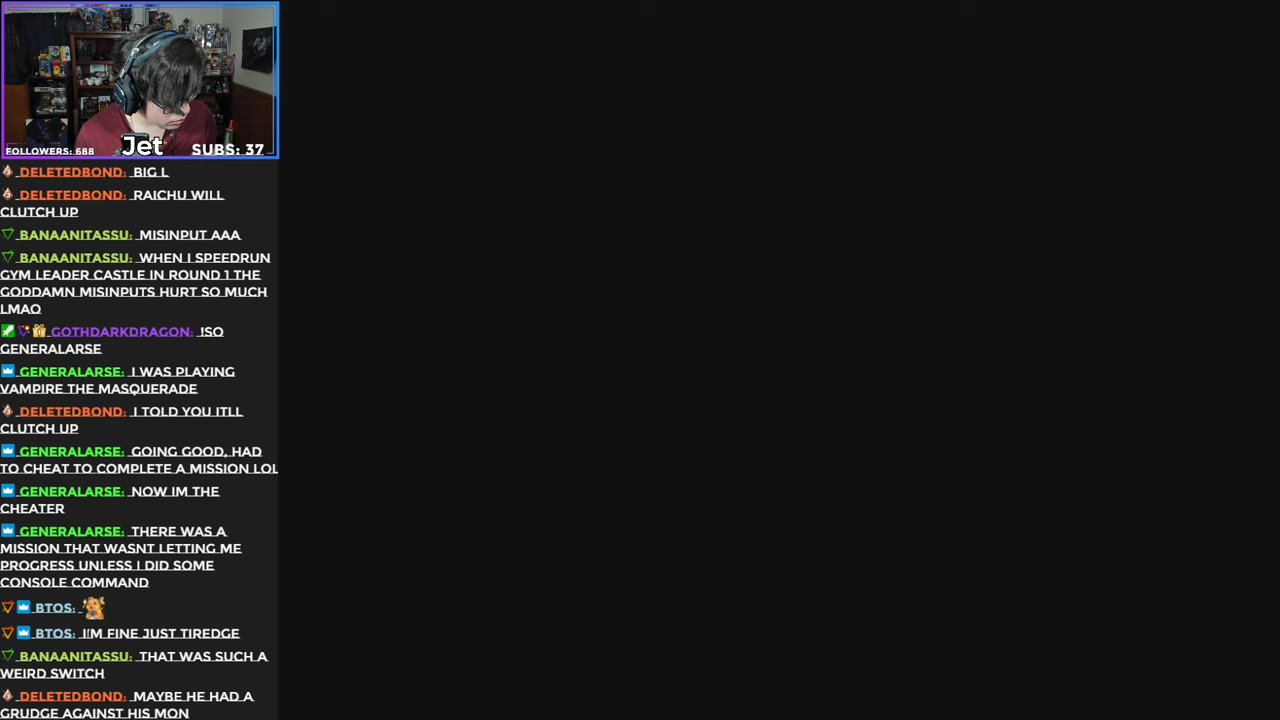 Jet
FOLLOWERS: 688
SUBS: 37
DELETEDBOND: BIG L
DELETEDBOND: RAICHU WILL
CLUTCH UP
BANAANITASSU: MISINPUT AAA
BANAANITASSU: WHEN I SPEEDRUN
GYM LEADER CASTLE IN ROUND 1 THE
GODDAMN MISINPUTS HURT SO MUCH
LMAO
GOTHDARKDRAGON: !SO
GENERALARSE
GENERALARSE: I WAS PLAYING
VAMPIRE THE MASQUERADE
DELETEDBOND: I TOLD YOU ITLL
CLUTCH UP
GENERALARSE: GOING GOOD, HAD
TO CHEAT TO COMPLETE A MISSION LOL
GENERALARSE: NOW IM THE
CHEATER
GENERALARSE: THERE WAS A
MISSION THAT WASNT LETTING ME
PROGRESS UNLESS I DID SOME
CONSOLE COMMAND
BTOS:
BTOS: I'M FINE JUST TIREDGE
BANAANITASSU: THAT WAS SUCH A
WEIRD SWITCH
DELETEDBOND: MAYBE HE HAD A
GRUDGE AGAINST HIS MON